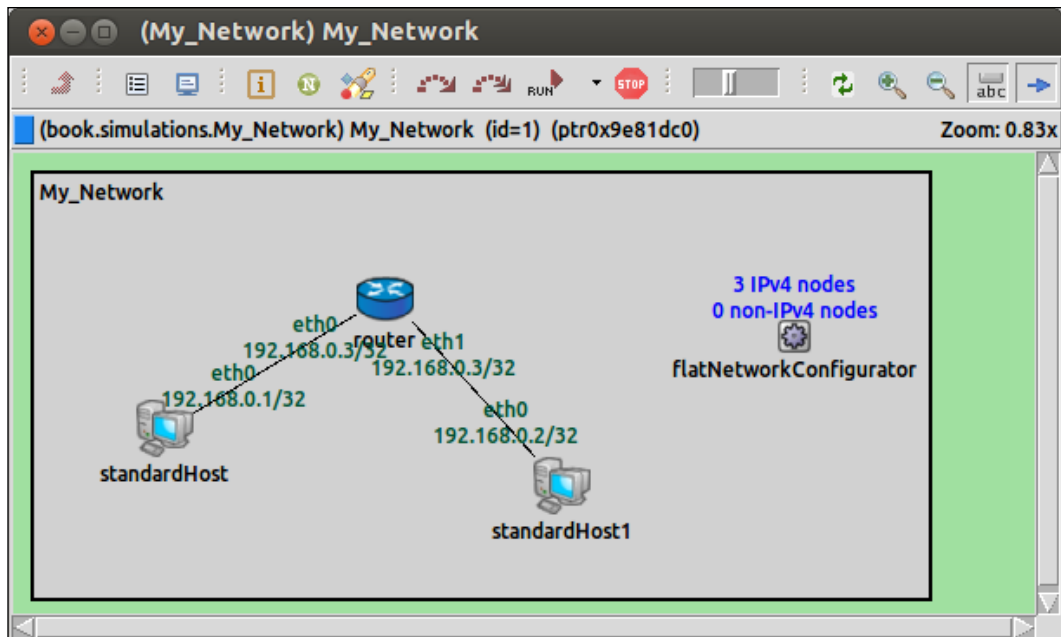 (My_Network) My_Network
RUN
STOP
abc
(book.simulations.My_Network) My_Network (id=1) (ptr0x9e81dc0)
Zoom: 0.83x
My_Network
3 IPv4 nodes
0 non-IPv4 nodes
flatNetworkConfigurator
router
eth0
192.168.0.3/32
eth1
192.168.0.3/32
eth0
192.168.0.1/32
standardHost
eth0
192.168.0.2/32
standardHost1